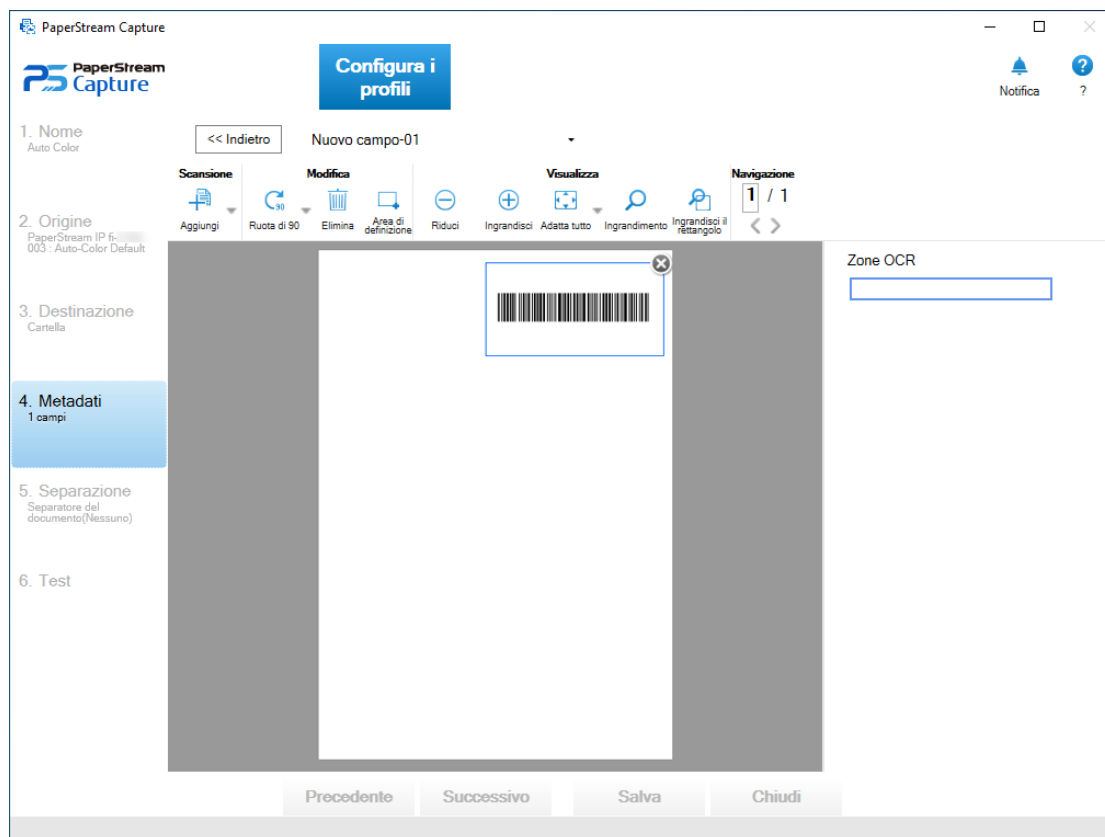 PaperStream Capture
PaperStream
Capture
Configura i
profili
Notifica
?
1. Nome
Auto Color
<< Indietro
Nuovo campo-01
Scansione
Modifica
Visualizza
Navigazione
90
1 / 1
Aggiungi
Ruota di 90
Elimina
Area di
definizione
Riduci
Ingrandisci
Adatta tutto
Ingrandimento
Ingrandisci il
rettangolo
2. Origine
PaperStream IP fi-
003 : Auto-Color Default
Zone OCR
3. Destinazione
Cartella
4. Metadati
1 campi
5. Separazione
Separatore del
documento(Nessuno)
6. Test
Precedente
Successivo
Salva
Chiudi